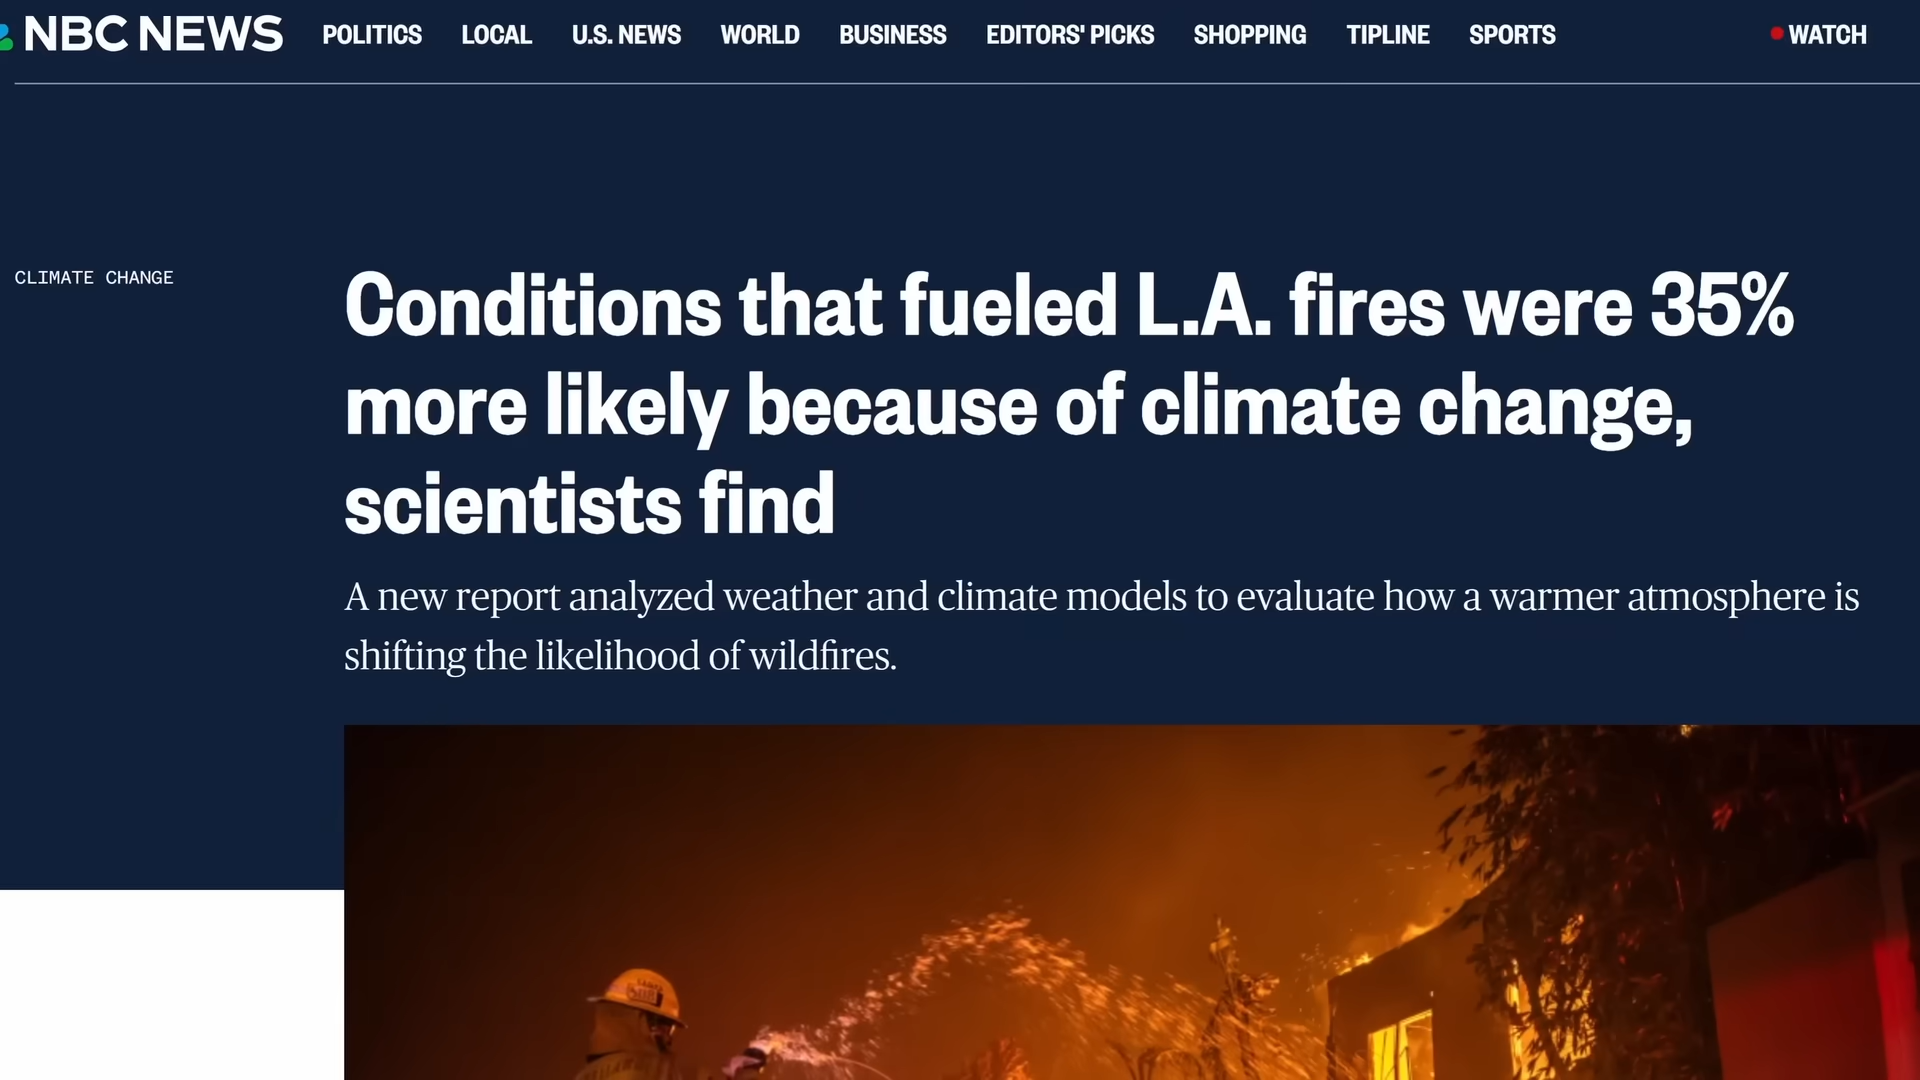 NBC NEWS POLITICS LOCAL U.S. NEWS WORLD BUSINESS EDITORS' PICKS SHOPPING TIPLINE SPORTS WATCH
CLIMATE CHANGE
Conditions that fueled L.A. fires were 35%
more likely because of climate change,
scientists find
A new report analyzed weather and climate models to evaluate how a warmer atmosphere is
shifting the likelihood of wildfires.